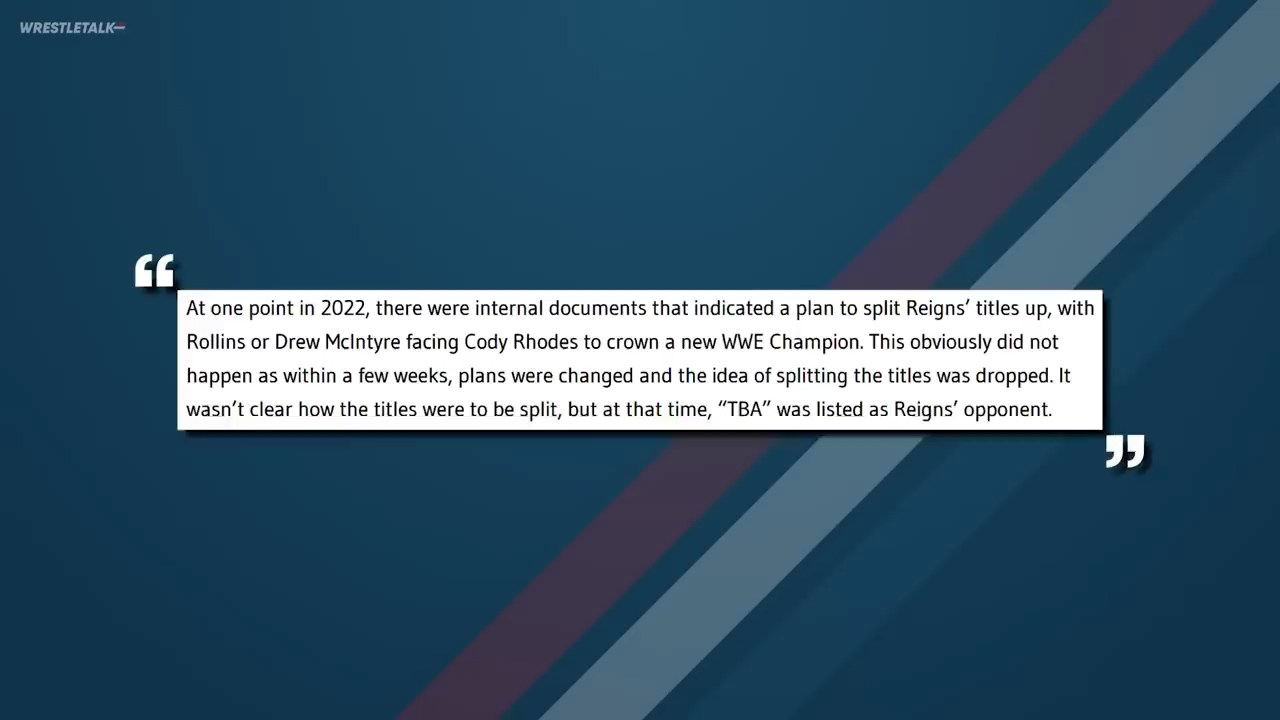 WRESTLETALK
“
At one point in 2022, there were internal documents that indicated a plan to split Reigns’ titles up, with
Rollins or Drew McIntyre facing Cody Rhodes to crown a new WWE Champion. This obviously did not
happen as within a few weeks, plans were changed and the idea of splitting the titles was dropped. It
wasn’t clear how the titles were to be split, but at that time, “TBA” was listed as Reigns’ opponent.
”